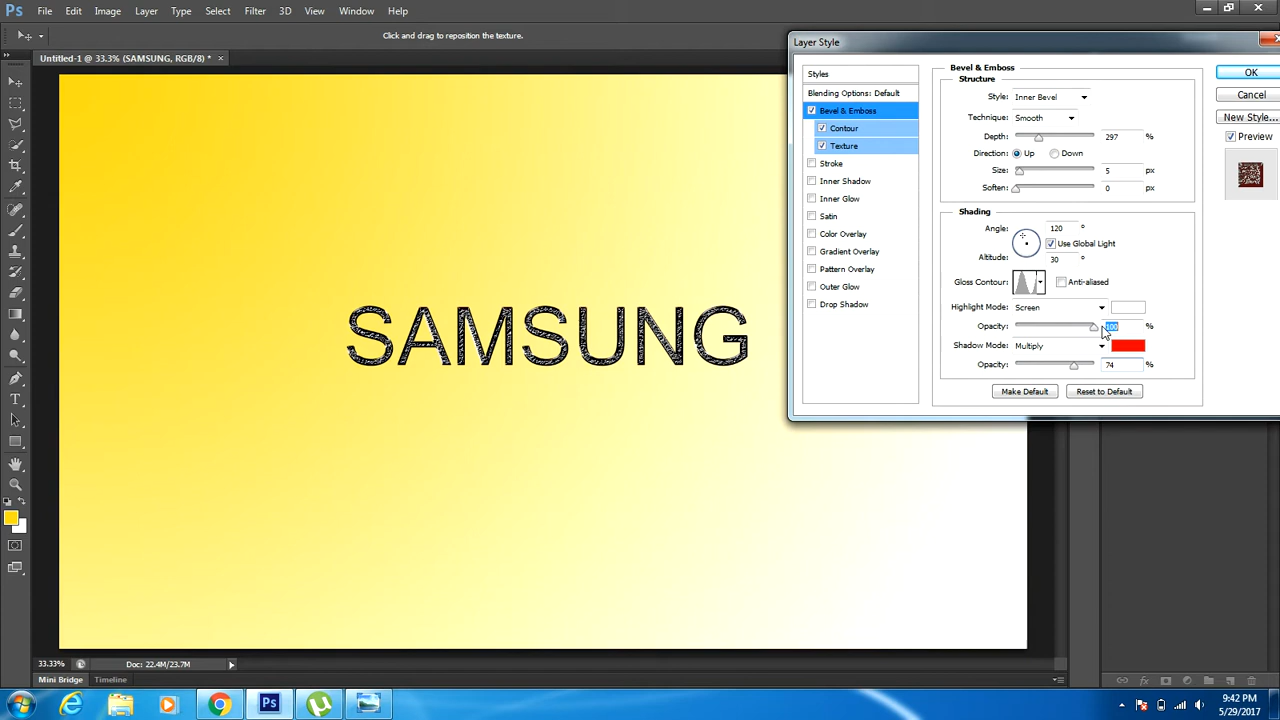 Ps File Edit Image Layer Type Select Filter 3D View Window Help
Click and drag to reposition the texture.
Untitled-1 @ 33.3% (SAMSUNG, RGB/8) *
SAMSUNG
Layer Style
Styles
Blending Options: Default
Bevel & Emboss
Contour
Texture
Stroke
Inner Shadow
Inner Glow
Satin
Color Overlay
Gradient Overlay
Pattern Overlay
Outer Glow
Drop Shadow
Bevel & Emboss
Structure
Style: Inner Bevel
Technique: Smooth
Depth: 297 %
Direction: Up Down
Size: 5 px
Soften: 0 px
Shading
Angle: 120 °
Use Global Light
Altitude: 30 °
Gloss Contour: Anti-aliased
Highlight Mode: Screen
Opacity: 100 %
Shadow Mode: Multiply
Opacity: 74 %
Make Default Reset to Default
OK
Cancel
New Style...
Preview
33.33% Doc: 22.4M/23.7M
Mini Bridge Timeline
Ps
9:42 PM
5/29/2017